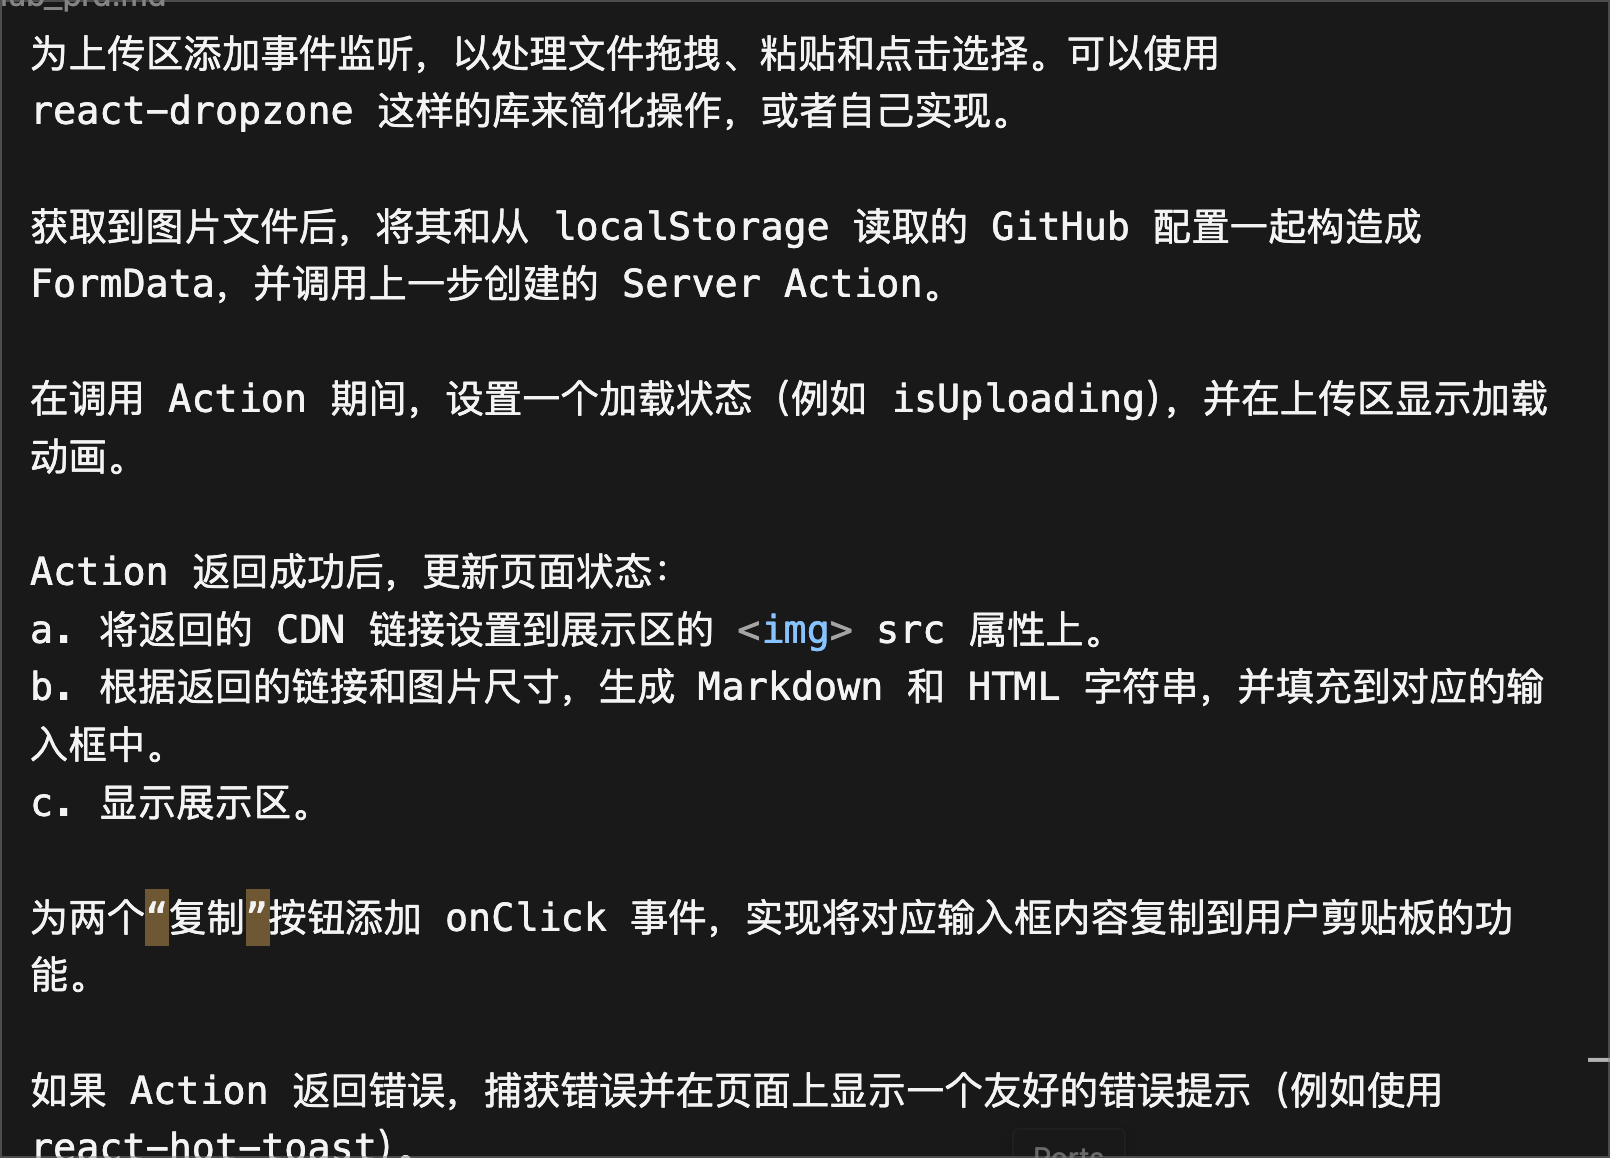 为上传区添加事件监听，以处理文件拖拽、粘贴和点击选择。可以使用
react-dropzone 这样的库来简化操作，或者自己实现。
获取到图片文件后，将其和从 localStorage 读取的 GitHub 配置一起构造成
FormData，并调用上一步创建的 Server Action。
在调用 Action 期间，设置一个加载状态（例如 isUploading），并在上传区显示加载
动画。
Action 返回成功后，更新页面状态：
a. 将返回的 CDN 链接设置到展示区的 <img> src 属性上。
b. 根据返回的链接和图片尺寸，生成 Markdown 和 HTML 字符串，并填充到对应的输
入框中。
c. 显示展示区。
为两个“复制”按钮添加 onClick 事件，实现将对应输入框内容复制到用户剪贴板的功
能。
如果 Action 返回错误，捕获错误并在页面上显示一个友好的错误提示（例如使用
react-hot-toast）。
Ports